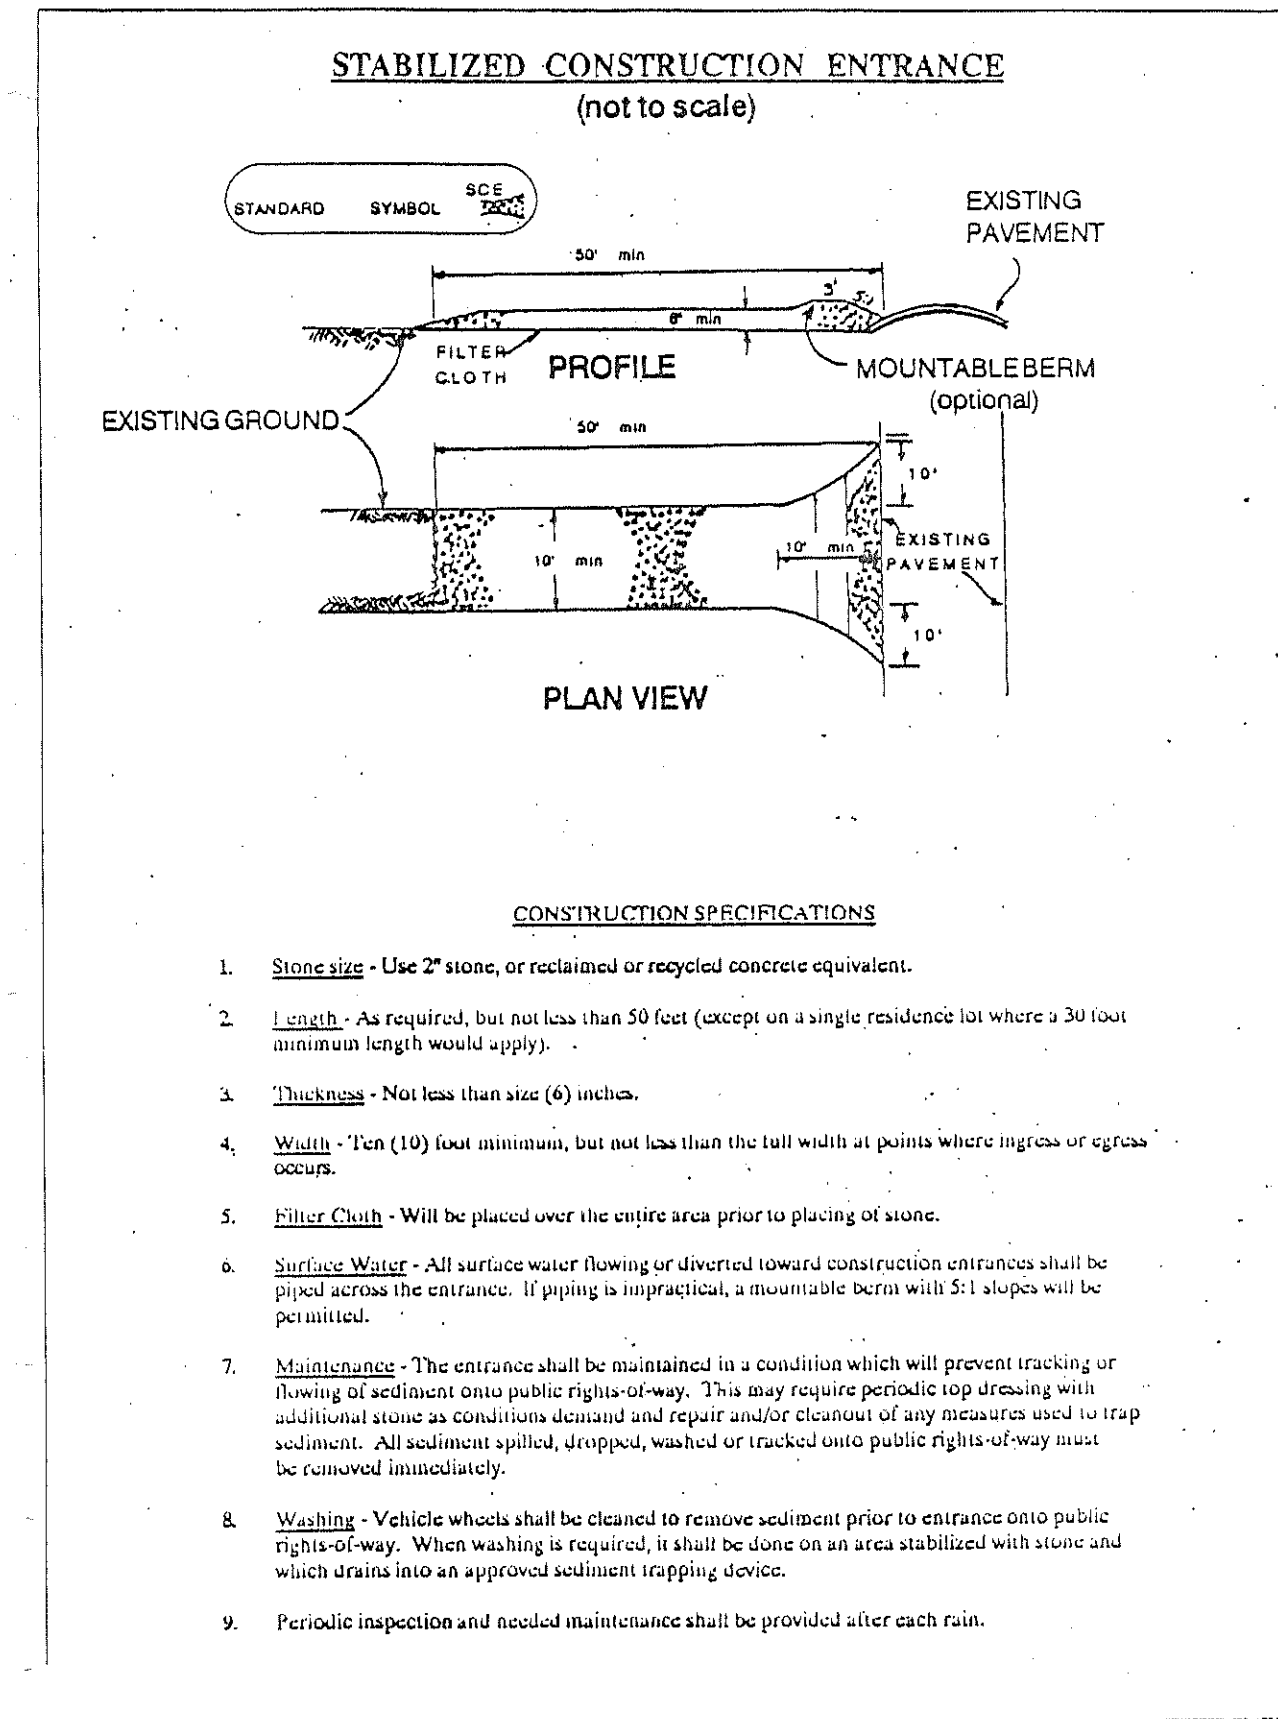 STABILIZED CONSTRUCTION ENTRANCE
(not to scale)
SCE
STANDARD SYMBOL
EXISTING
PAVEMENT
50' min
3'
5:1
6" min
FILTER
CLOTH
PROFILE
MOUNTABLE BERM
(optional)
EXISTING GROUND
50' min
10'
10' min
10' min
EXISTING
PAVEMENT
10'
PLAN VIEW
CONSTRUCTION SPECIFICATIONS
1. Stone size - Use 2" stone, or reclaimed or recycled concrete equivalent.
2. Length - As required, but not less than 50 feet (except on a single residence lot where a 30 foot
minimum length would apply).
3. Thickness - Not less than size (6) inches.
4. Width - Ten (10) foot minimum, but not less than the full width at points where ingress or egress
occurs.
5. Filter Cloth - Will be placed over the entire area prior to placing of stone.
6. Surface Water - All surface water flowing or diverted toward construction entrances shall be
piped across the entrance. If piping is impractical, a mountable berm with 5:1 slopes will be
permitted.
7. Maintenance - The entrance shall be maintained in a condition which will prevent tracking or
flowing of sediment onto public rights-of-way. This may require periodic top dressing with
additional stone as conditions demand and repair and/or cleanout of any measures used to trap
sediment. All sediment spilled, dropped, washed or tracked onto public rights-of-way must
be removed immediately.
8. Washing - Vehicle wheels shall be cleaned to remove sediment prior to entrance onto public
rights-of-way. When washing is required, it shall be done on an area stabilized with stone and
which drains into an approved sediment trapping device.
9. Periodic inspection and needed maintenance shall be provided after each rain.